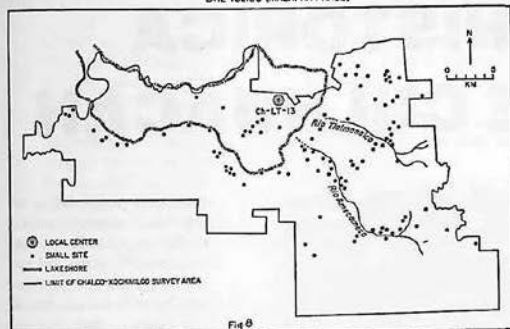 N
0 5
KM
Ch-LT-13
Rio Tlalmanalco
Rio Amecameca
LOCAL CENTER
SMALL SITE
LAKESHORE
LIMIT OF CHALCO-XOCHIMILCO SURVEY AREA
Fig 8